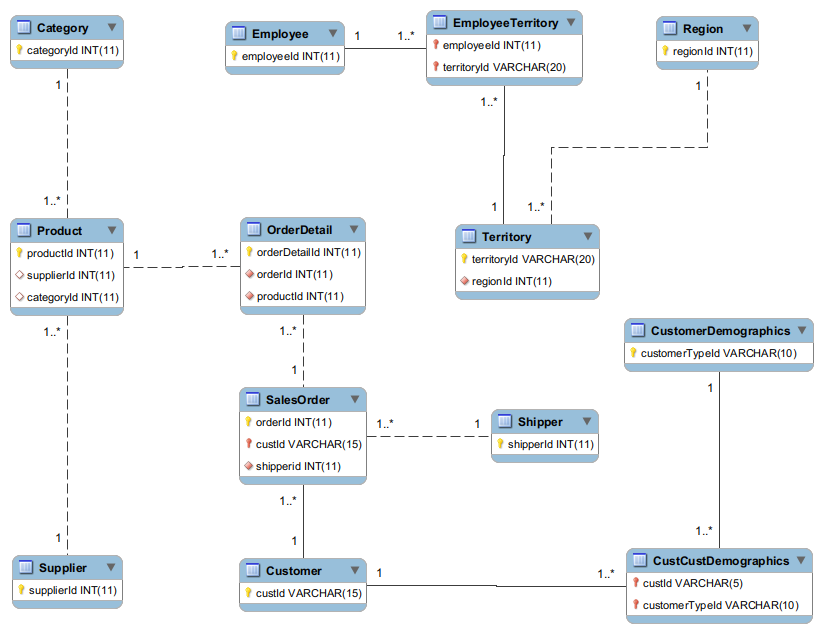 Category
categoryId INT(11)
1
1..*
Employee
employeeId INT(11)
1
1..*
EmployeeTerritory
employeeId INT(11)
territoryId VARCHAR(20)
1..*
1
Region
regionId INT(11)
1
1..*
Product
productId INT(11)
supplierId INT(11)
categoryId INT(11)
1
1..*
1..*
1
OrderDetail
orderDetailId INT(11)
orderId INT(11)
productId INT(11)
1..*
1
Territory
territoryId VARCHAR(20)
regionId INT(11)
SalesOrder
orderId INT(11)
custId VARCHAR(15)
shipperid INT(11)
1..*
1
1..*
1
Shipper
shipperId INT(11)
CustomerDemographics
customerTypeId VARCHAR(10)
1
1..*
Supplier
supplierId INT(11)
Customer
custId VARCHAR(15)
1
1..*
CustCustDemographics
custId VARCHAR(5)
customerTypeId VARCHAR(10)